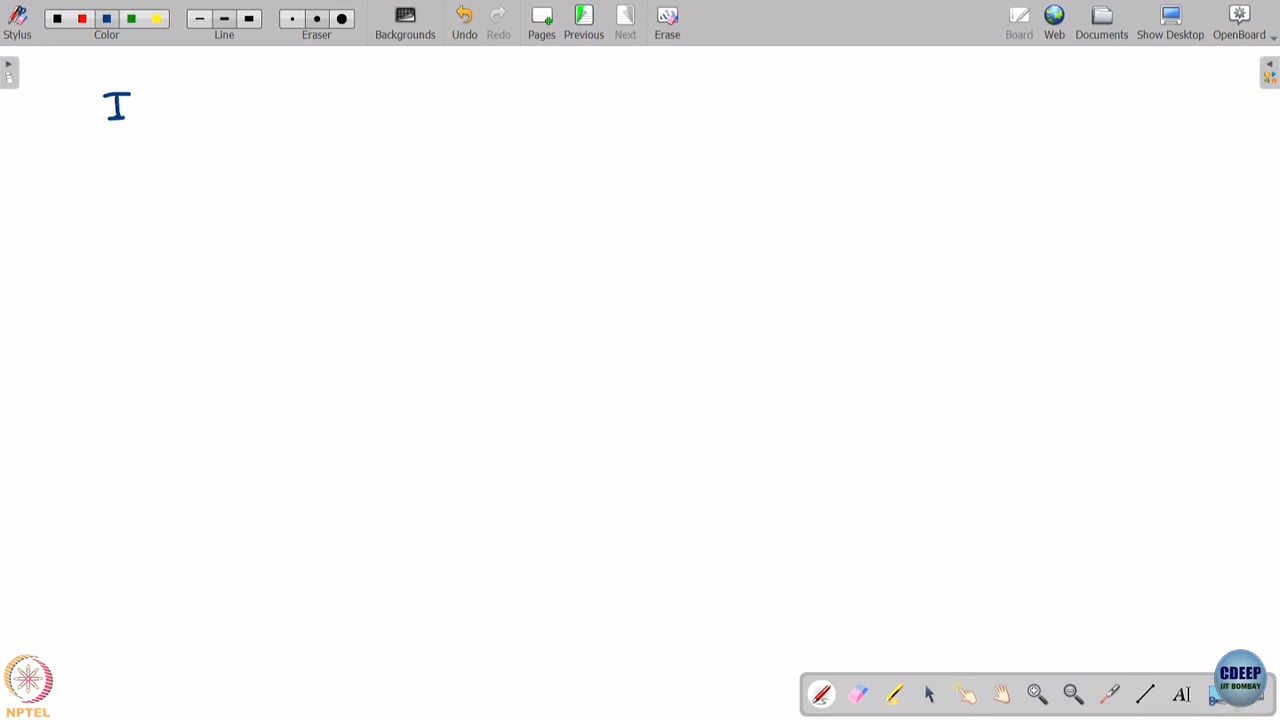 Stylus Color Line Eraser Backgrounds Undo Redo Pages Previous Next Erase Board Web Documents Show Desktop OpenBoard
I
NPTEL
CDEEP
IIT BOMBAY